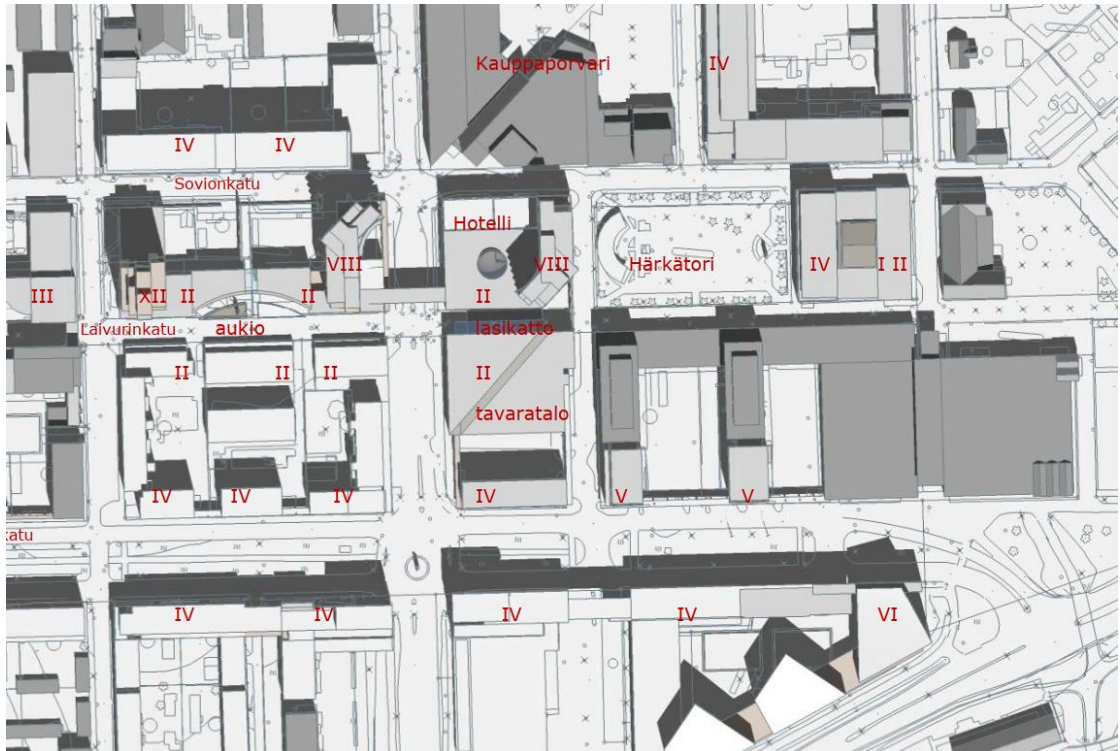 Kauppaporvari
IV
IV
IV
Sovionkatu
Hotelli
VIII
VIII
Härkätori
IV
I II
III
XII
II
II
II
Laivurinkatu
aukio
lasikatto
II
II
II
II
tavaratalo
IV
IV
IV
IV
V
V
katu
IV
IV
IV
IV
VI